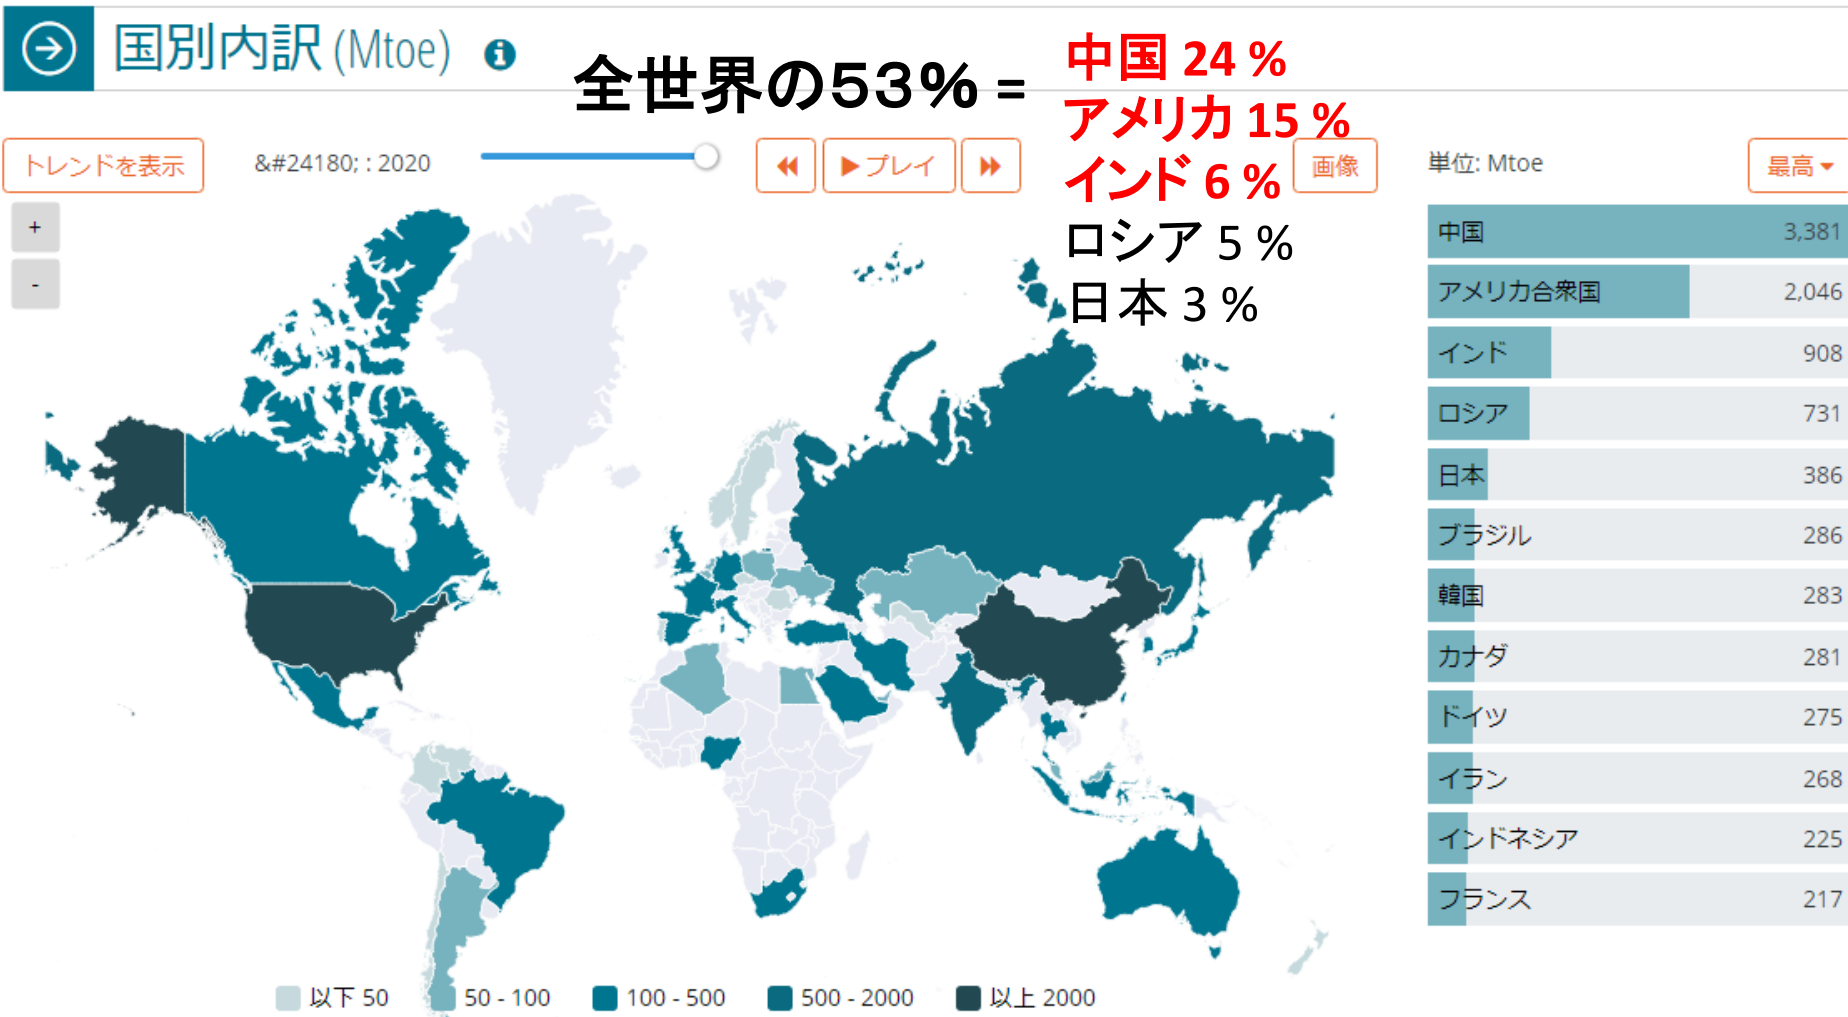 国別内訳 (Mtoe)
全世界の53% =
中国 24 %
アメリカ 15 %
インド 6 %
ロシア 5 %
日本 3 %
トレンドを表示
&#24180; : 2020
プレイ
画像
単位: Mtoe
最高
+
-
中国 3,381
アメリカ合衆国 2,046
インド 908
ロシア 731
日本 386
ブラジル 286
韓国 283
カナダ 281
ドイツ 275
イラン 268
インドネシア 225
フランス 217
以下 50
50 - 100
100 - 500
500 - 2000
以上 2000